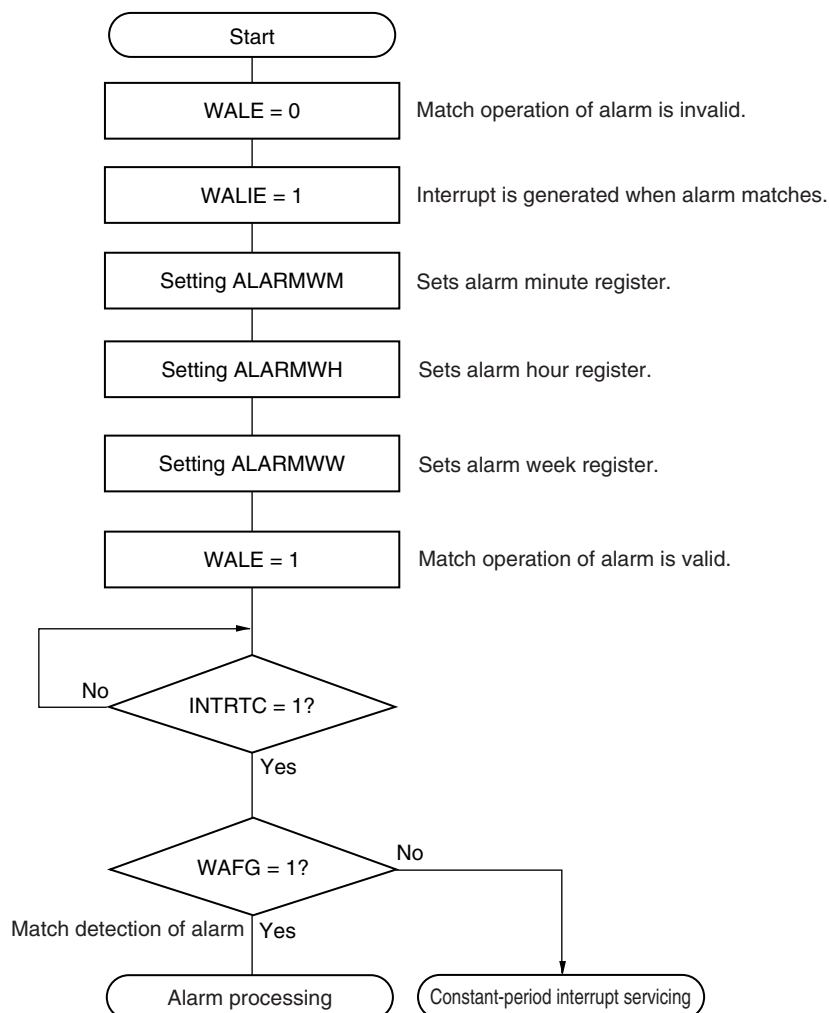 Start
WALE = 0
Match operation of alarm is invalid.
WALIE = 1
Interrupt is generated when alarm matches.
Setting ALARMWM
Sets alarm minute register.
Setting ALARMWH
Sets alarm hour register.
Setting ALARMWW
Sets alarm week register.
WALE = 1
Match operation of alarm is valid.
No
INTRTC = 1?
Yes
WAFG = 1?
No
Match detection of alarm
Yes
Alarm processing
Constant-period interrupt servicing